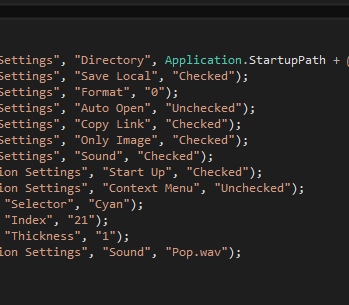 Settings", "Directory", Application.StartupPath + (
Settings", "Save Local", "Checked");
Settings", "Format", "0");
Settings", "Auto Open", "Unchecked");
Settings", "Copy Link", "Checked");
Settings", "Only Image", "Checked");
Settings", "Sound", "Checked");
ion Settings", "Start Up", "Checked");
ion Settings", "Context Menu", "Unchecked");
"Selector", "Cyan");
"Index", "21");
"Thickness", "1");
ion Settings", "Sound", "Pop.wav");